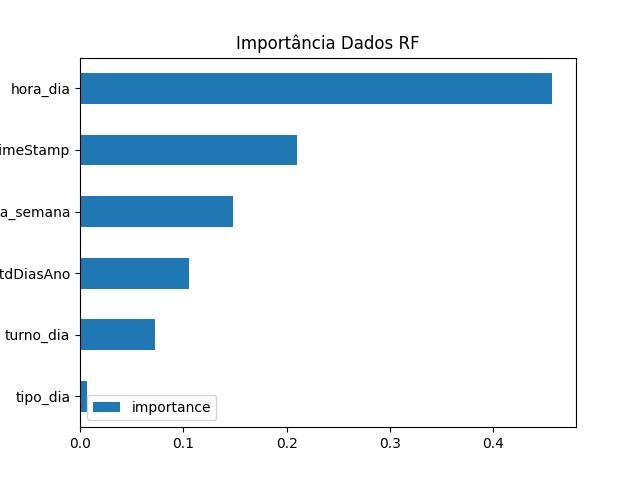 Importância Dados RF
hora_dia
imeStamp
a_semana
tdDiasAno
turno_dia
tipo_dia
importance
0.0 0.1 0.2 0.3 0.4